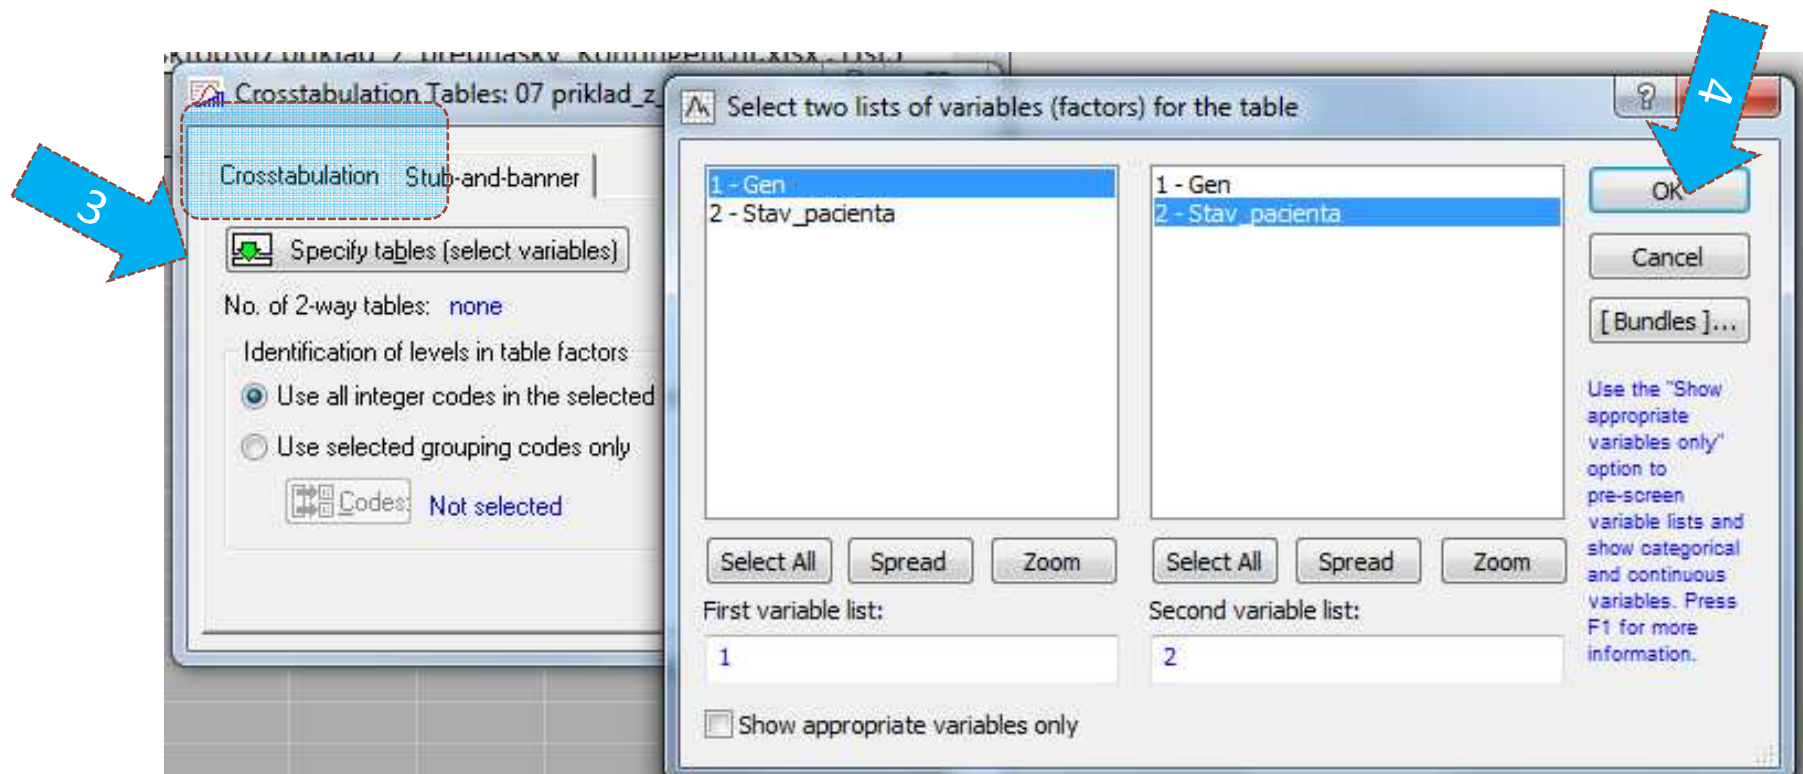 Crosstabulation Tables: 07 priklad_z_
Crosstabulation
Stub-and-banner
Specify tables (select variables)
No. of 2-way tables: none
Identification of levels in table factors
Use all integer codes in the selected
Use selected grouping codes only
Codes
Not selected
3
Select two lists of variables (factors) for the table
?
4
1 - Gen
2 - Stav_pacienta
1 - Gen
2 - Stav_pacienta
OK
Cancel
[ Bundles ]...
Use the "Show
appropriate
variables only"
option to
pre-screen
variable lists and
show categorical
and continuous
variables. Press
F1 for more
information.
Select All
Spread
Zoom
Select All
Spread
Zoom
First variable list:
Second variable list:
1
2
Show appropriate variables only